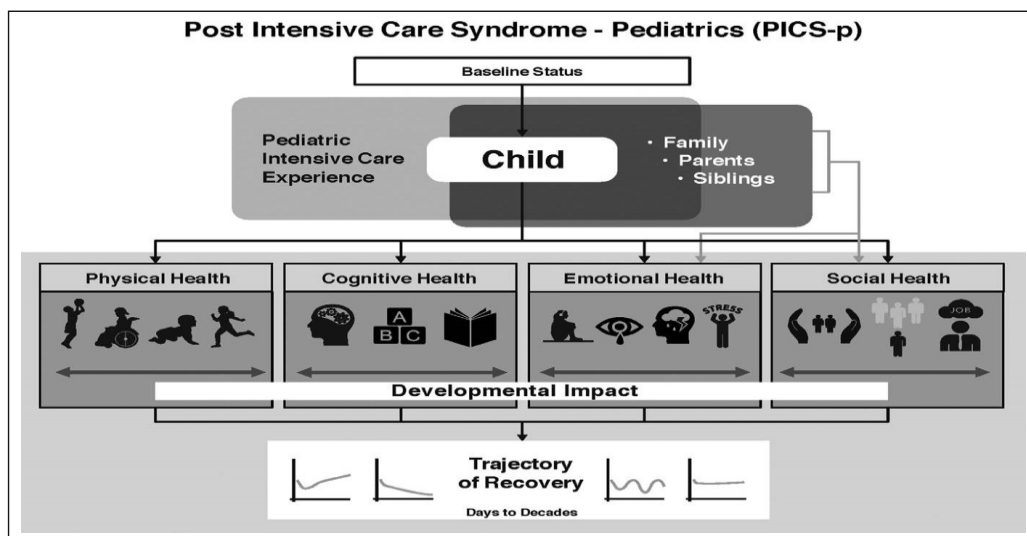 Post Intensive Care Syndrome - Pediatrics (PICS-p)
Baseline Status
Pediatric
Intensive Care
Experience
Child
• Family
• Parents
• Siblings
Physical Health
Cognitive Health
Emotional Health
Social Health
A
B C
STRESS
JOB
Developmental Impact
Trajectory
of Recovery
Days to Decades